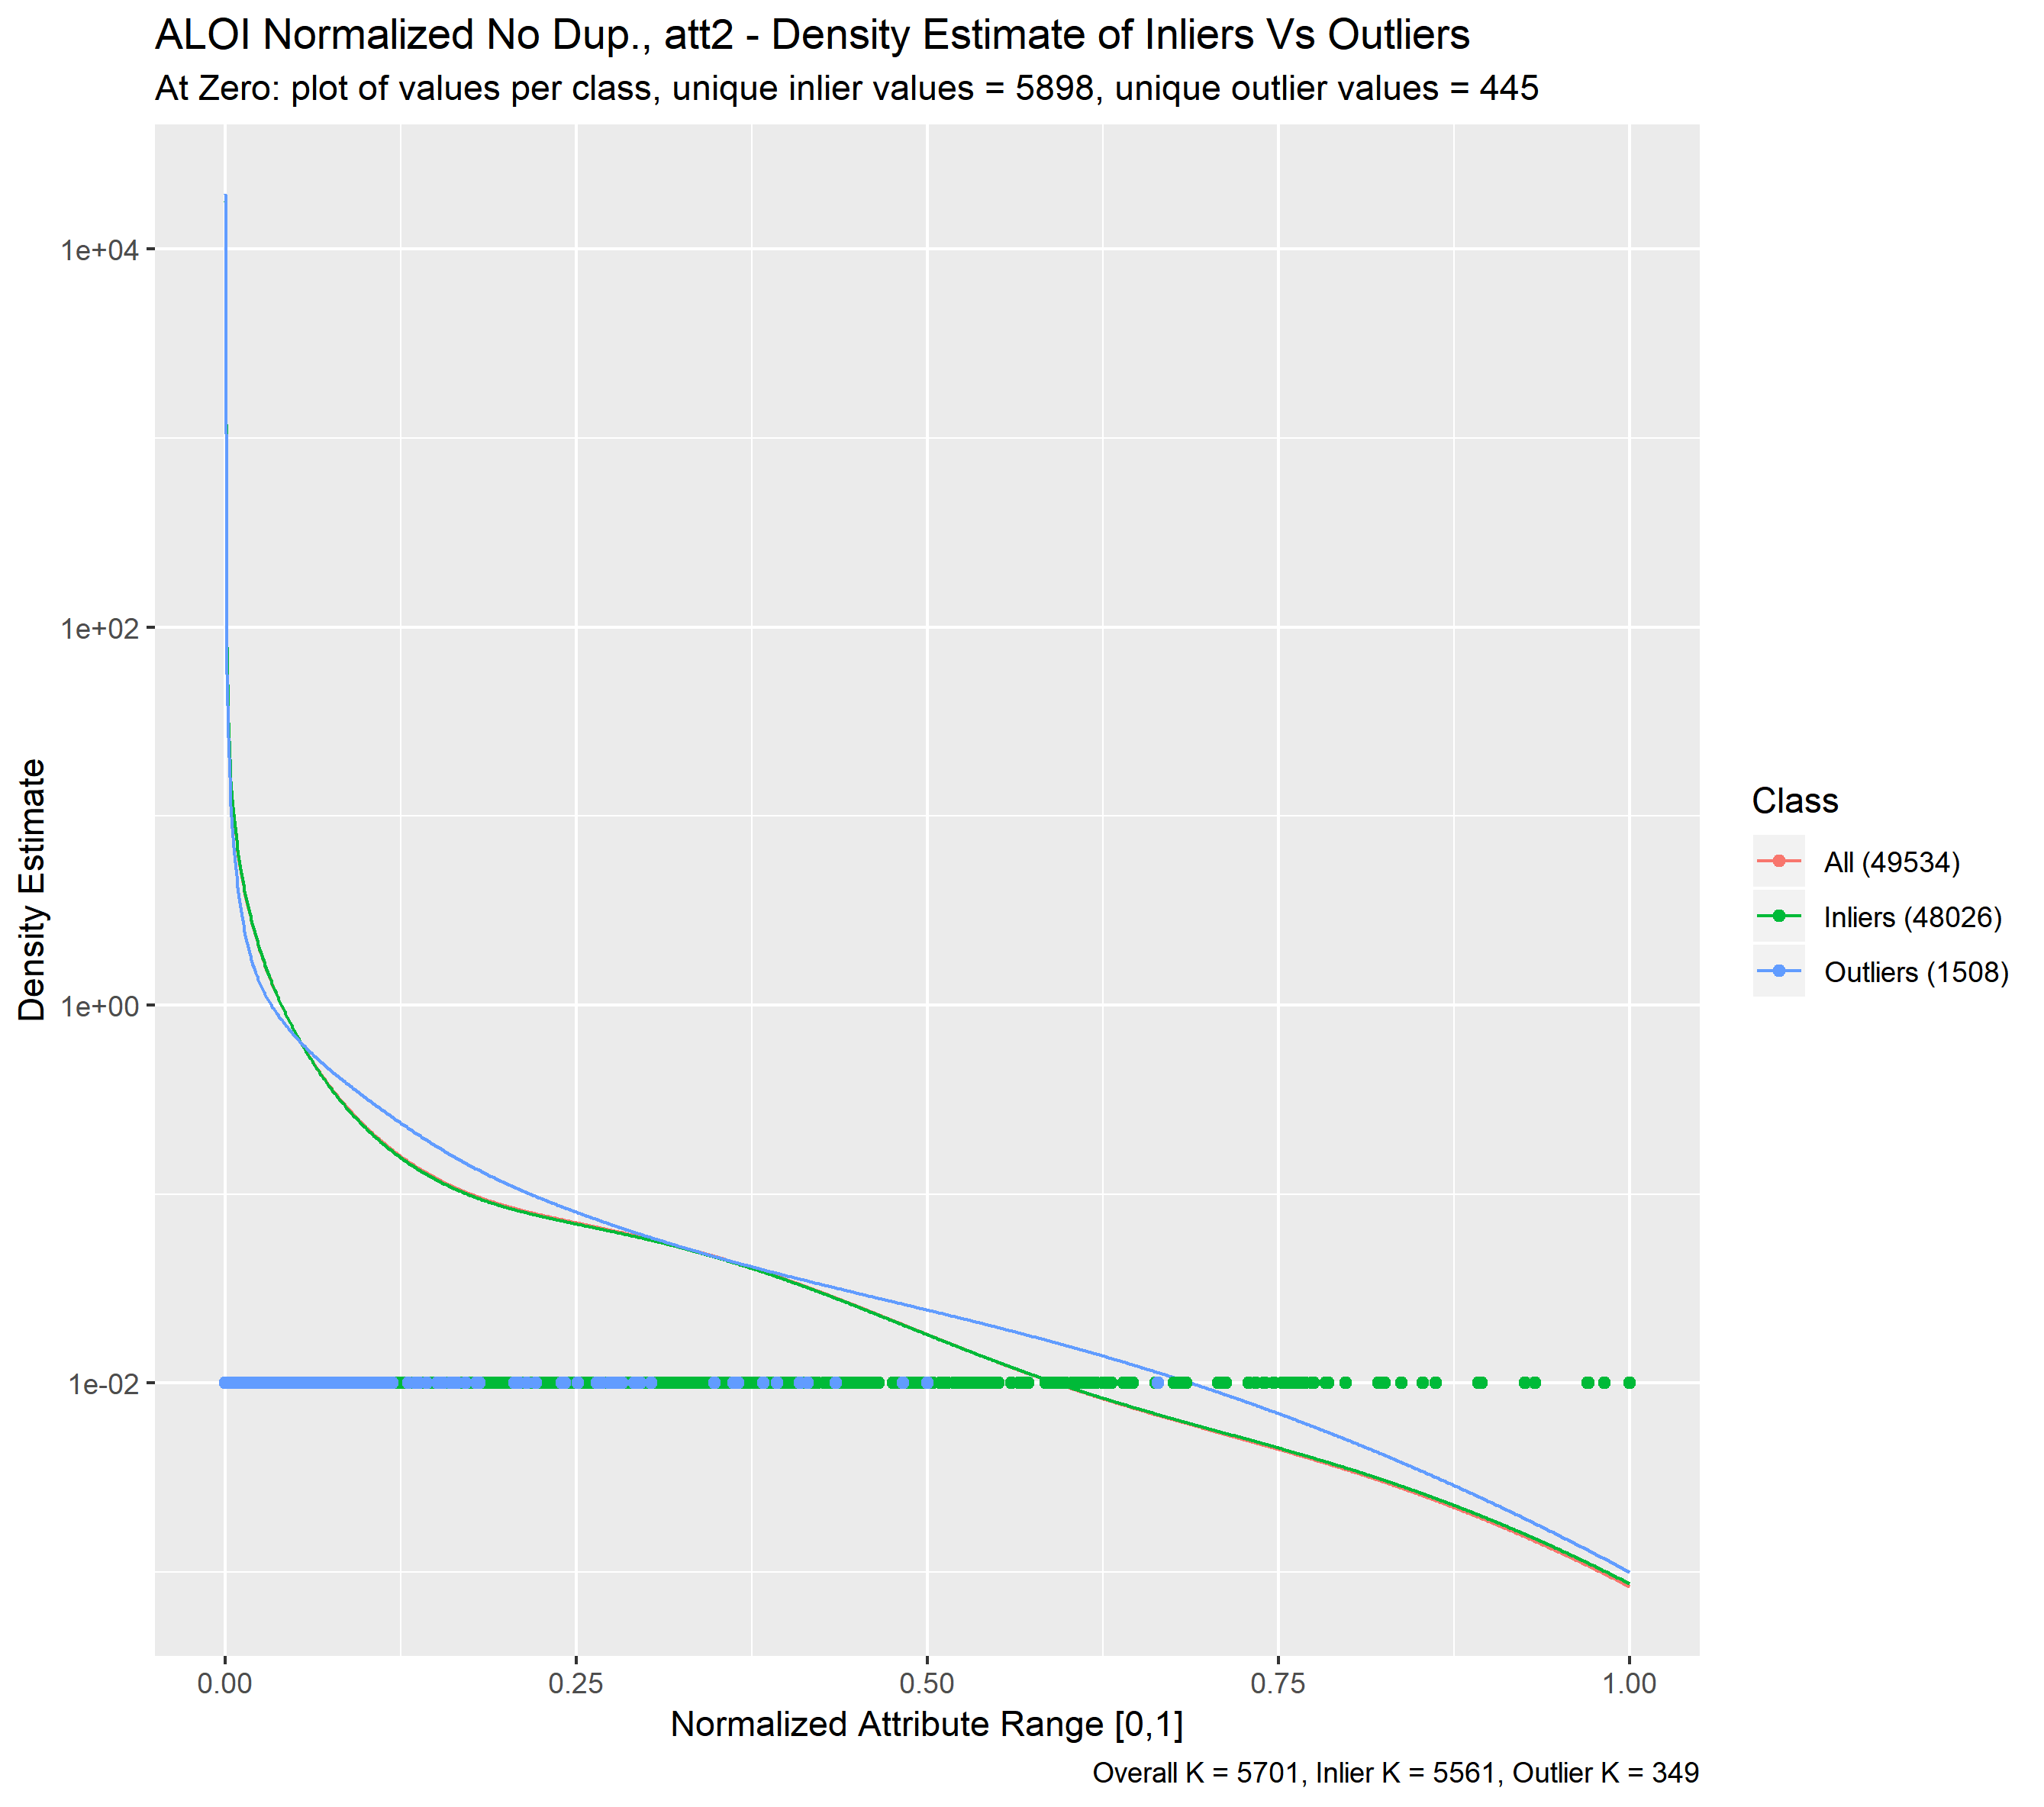 ALOI Normalized No Dup., att2 - Density Estimate of Inliers Vs Outliers
At Zero: plot of values per class, unique inlier values = 5898, unique outlier values = 445
1e+04
1e+02
1e+00
1e-02
Density Estimate
0.00 0.25 0.50 0.75 1.00
Normalized Attribute Range [0,1]
Overall K = 5701, Inlier K = 5561, Outlier K = 349
Class
All (49534)
Inliers (48026)
Outliers (1508)